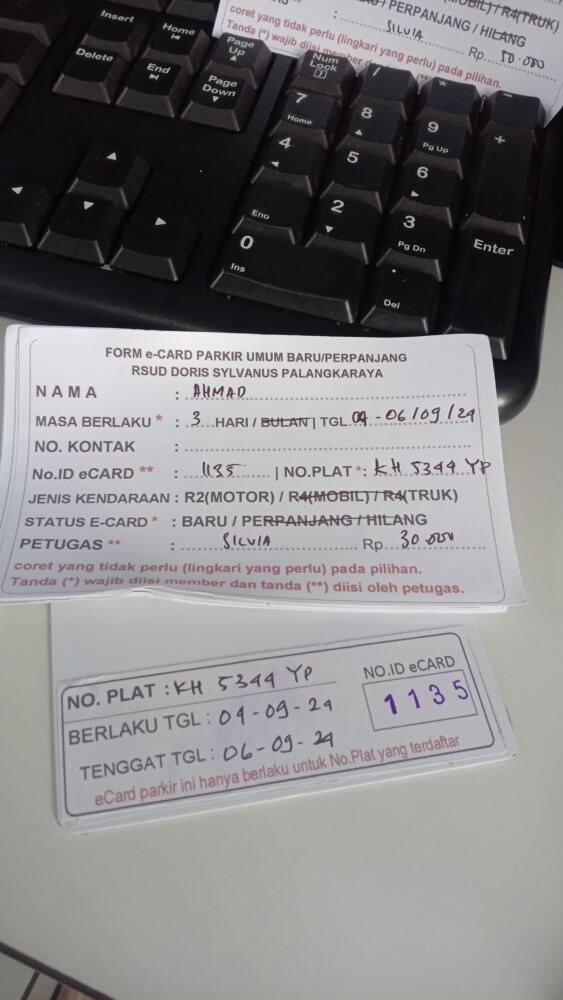 Insert
Home
Page Up
Delete
End
Page Down
Num Lock
/
*
-
7 Home
8
9 Pg Up
+
4
5
6
End
2
3 Pg Dn
Enter
0 Ins
. Del
/ PERPANJANG / HILANG
SILVIA Rp 50.000
coret yang tidak perlu (lingkari yang perlu) pada pilihan.
Tanda (*) wajib diisi member
FORM e-CARD PARKIR UMUM BARU/PERPANJANG
RSUD DORIS SYLVANUS PALANGKARAYA
NAMA : AHMAD
MASA BERLAKU * : 3 HARI / BULAN | TGL 04 - 06/09/24
NO. KONTAK :
No.ID eCARD ** : 1135 | NO.PLAT *: KH 5344 YP
JENIS KENDARAAN : R2(MOTOR) / R4(MOBIL) / R4(TRUK)
STATUS E-CARD * : BARU / PERPANJANG / HILANG
PETUGAS ** : SILVIA Rp 30.000
coret yang tidak perlu (lingkari yang perlu) pada pilihan.
Tanda (*) wajib diisi member dan tanda (**) diisi oleh petugas.
NO. PLAT : KH 5344 YP
NO.ID eCARD
BERLAKU TGL : 04-09-24
1135
TENGGAT TGL : 06-09-24
eCard parkir ini hanya berlaku untuk No.Plat yang terdaftar